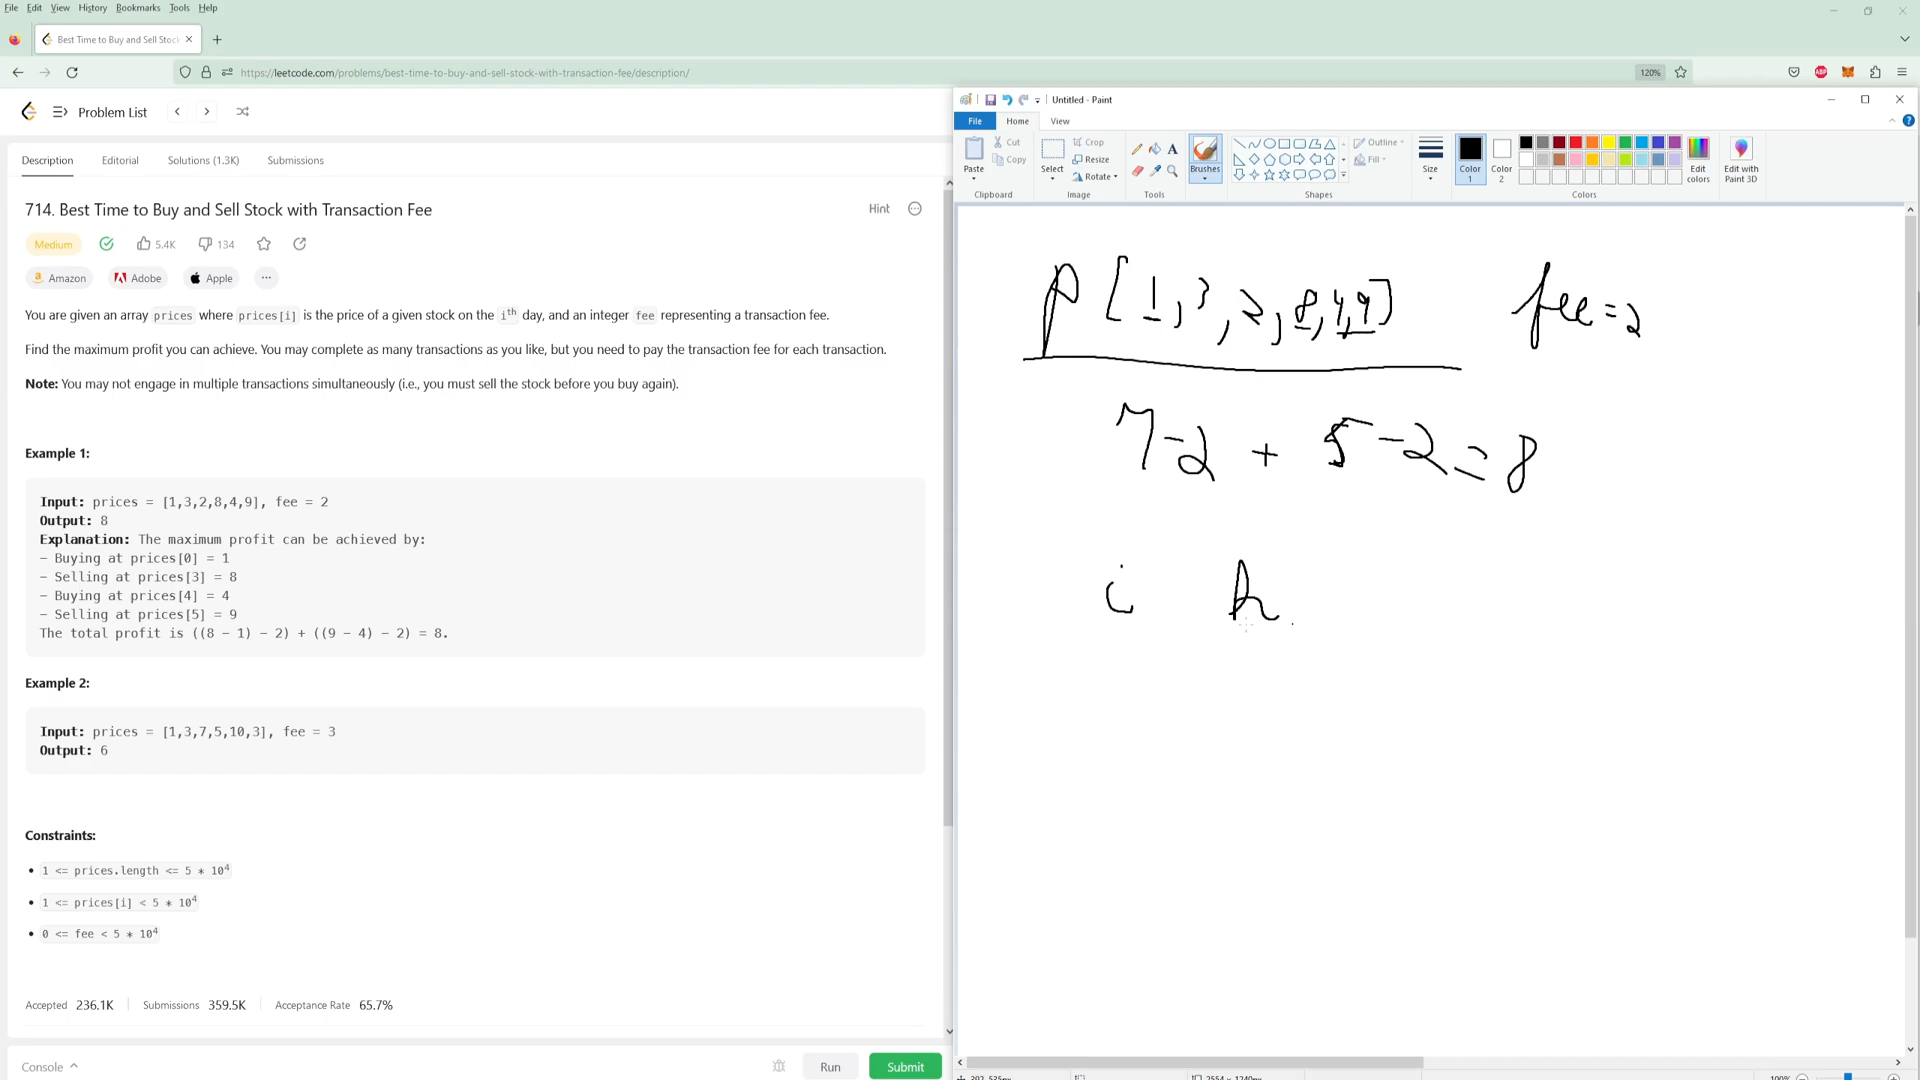 File Edit View History Bookmarks Tools Help
Best Time to Buy and Sell Stock
https://leetcode.com/problems/best-time-to-buy-and-sell-stock-with-transaction-fee/description/
120%
ABP
Problem List
Description Editorial Solutions (1.3K) Submissions
714. Best Time to Buy and Sell Stock with Transaction Fee
Hint
Medium 5.4K 134
Amazon Adobe Apple ...
You are given an array prices where prices[i] is the price of a given stock on the ith day, and an integer fee representing a transaction fee.
Find the maximum profit you can achieve. You may complete as many transactions as you like, but you need to pay the transaction fee for each transaction.
Note: You may not engage in multiple transactions simultaneously (i.e., you must sell the stock before you buy again).
Example 1:
Input: prices = [1,3,2,8,4,9], fee = 2
Output: 8
Explanation: The maximum profit can be achieved by:
- Buying at prices[0] = 1
- Selling at prices[3] = 8
- Buying at prices[4] = 4
- Selling at prices[5] = 9
The total profit is ((8 - 1) - 2) + ((9 - 4) - 2) = 8.
Example 2:
Input: prices = [1,3,7,5,10,3], fee = 3
Output: 6
Constraints:
• 1 <= prices.length <= 5 * 10^4
• 1 <= prices[i] < 5 * 10^4
• 0 <= fee < 5 * 10^4
Accepted 236.1K Submissions 359.5K Acceptance Rate 65.7%
Console
Run
Submit
Untitled - Paint
File Home View
Paste
Cut
Copy
Clipboard
Select
Crop
Resize
Rotate
Image
A
Tools
Brushes
Outline
Fill
Shapes
Size
Color 1
Color 2
Edit colors
Colors
Edit with Paint 3D
P [1, 3, 2, 8, 4, 9] fee = 2
7-2 + 5-2 = 8
i h
392, 535px
2554 × 1240px
100%